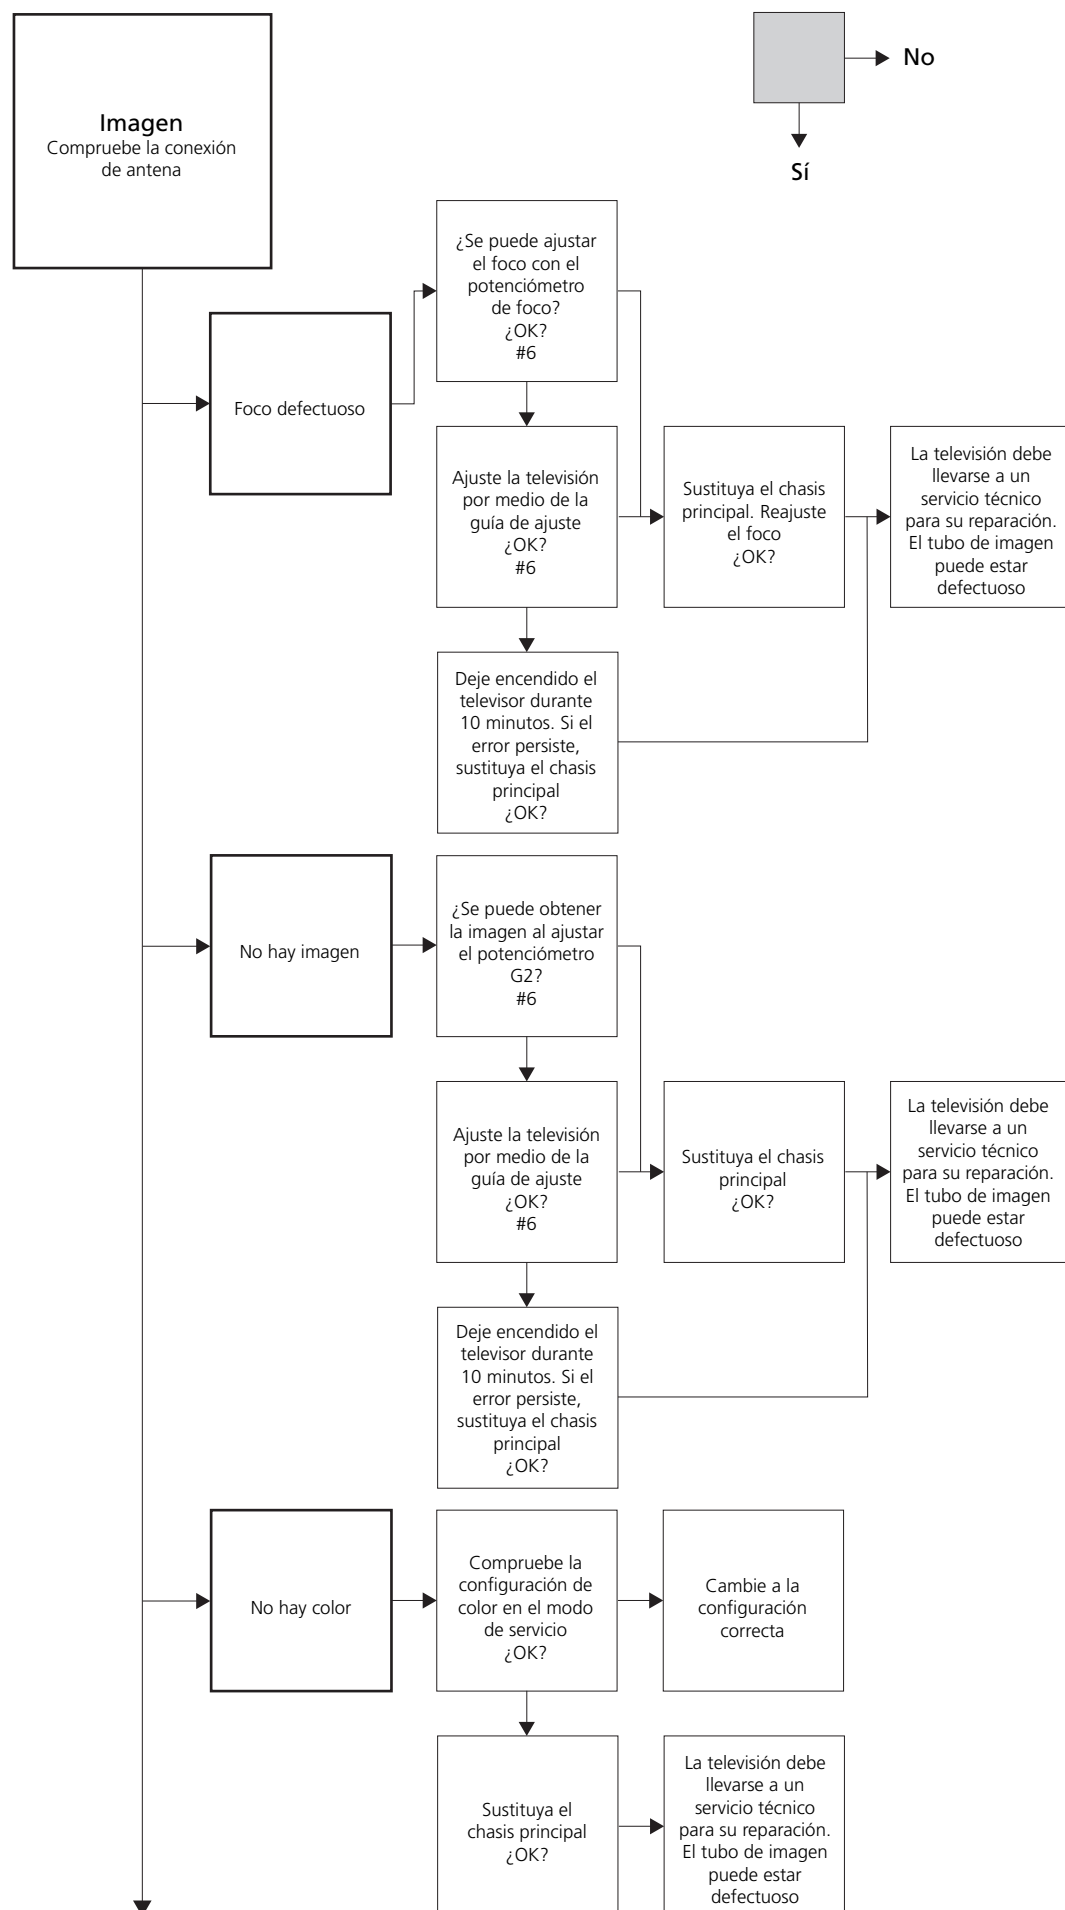 Imagen
Compruebe la conexión
de antena
No
Sí
¿Se puede ajustar
el foco con el
potenciómetro
de foco?
¿OK?
#6
Foco defectuoso
Ajuste la televisión
por medio de la
guía de ajuste
¿OK?
#6
Sustituya el chasis
principal. Reajuste
el foco
¿OK?
La televisión debe
llevarse a un
servicio técnico
para su reparación.
El tubo de imagen
puede estar
defectuoso
Deje encendido el
televisor durante
10 minutos. Si el
error persiste,
sustituya el chasis
principal
¿OK?
No hay imagen
¿Se puede obtener
la imagen al ajustar
el potenciómetro
G2?
#6
Ajuste la televisión
por medio de la
guía de ajuste
¿OK?
#6
Sustituya el chasis
principal
¿OK?
La televisión debe
llevarse a un
servicio técnico
para su reparación.
El tubo de imagen
puede estar
defectuoso
Deje encendido el
televisor durante
10 minutos. Si el
error persiste,
sustituya el chasis
principal
¿OK?
No hay color
Compruebe la
configuración de
color en el modo
de servicio
¿OK?
Cambie a la
configuración
correcta
Sustituya el
chasis principal
¿OK?
La televisión debe
llevarse a un
servicio técnico
para su reparación.
El tubo de imagen
puede estar
defectuoso